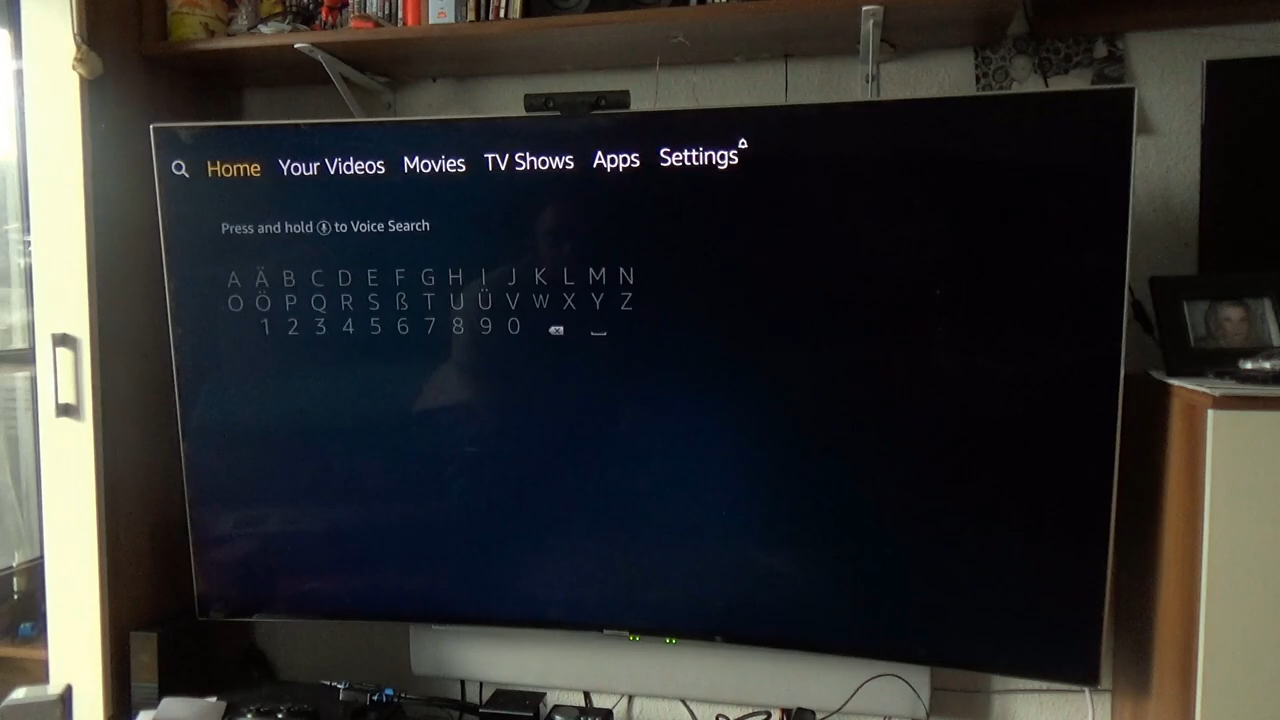 Home Your Videos Movies TV Shows Apps Settings
Press and hold to Voice Search
A Ä B C D E F G H I J K L M N
O Ö P Q R S ß T U Ü V W X Y Z
1 2 3 4 5 6 7 8 9 0